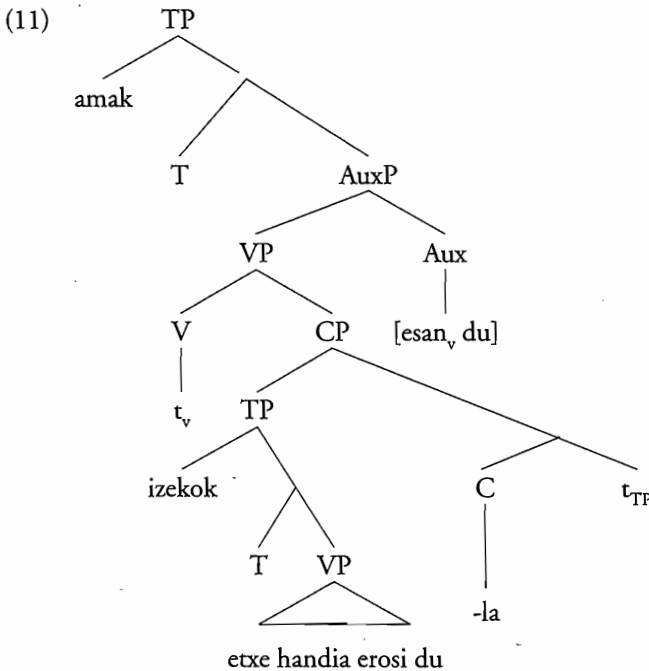 (11) TP
amak
T AuxP
VP Aux
V CP [esan_v du]
t_v TP
izekok C t_TP
T VP
-la
etxe handia erosi du